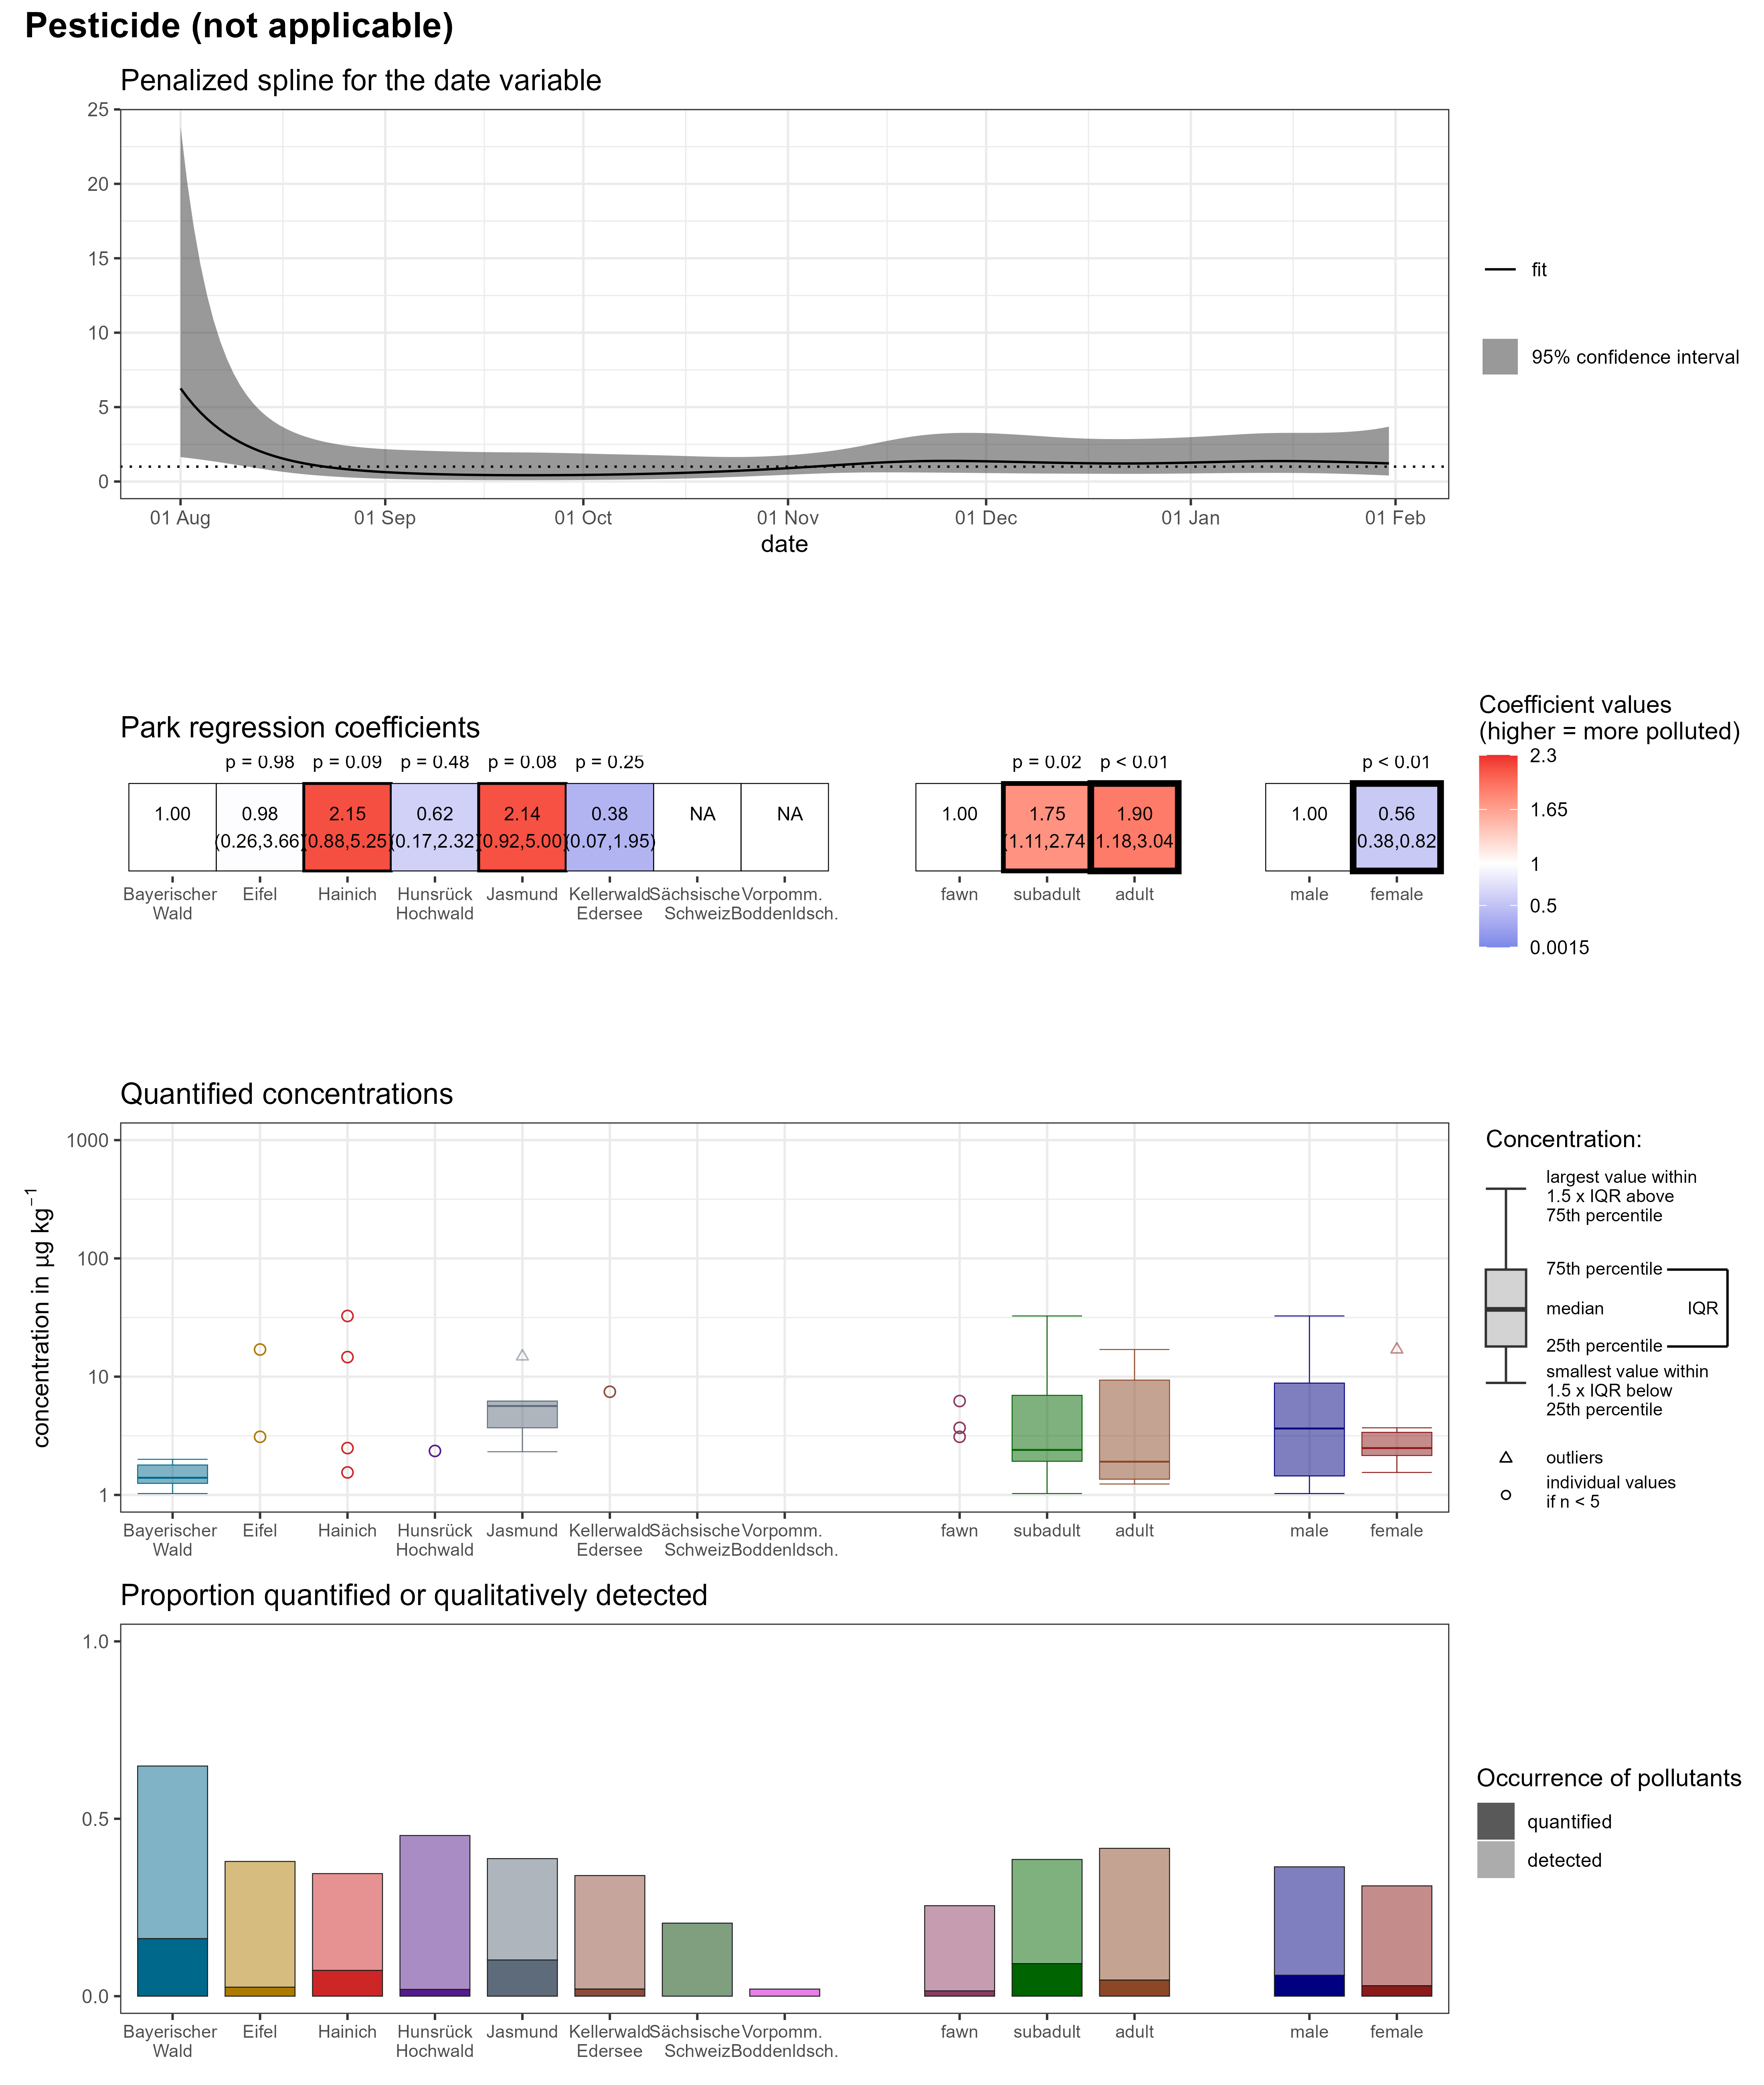 Pesticide (not applicable)
Penalized spline for the date variable
25
20
15
10
5
0
01 Aug 01 Sep 01 Oct 01 Nov 01 Dec 01 Jan 01 Feb
date
fit
95% confidence interval
Park regression coefficients
p = 0.98 p = 0.09 p = 0.48 p = 0.08 p = 0.25 p = 0.02 p < 0.01 p < 0.01
1.00 0.98 2.15 0.62 2.14 0.38 NA NA 1.00 1.75 1.90 1.00 0.56
(0.26,3.66) (0.88,5.25) (0.17,2.32) (0.92,5.00) (0.07,1.95) (1.11,2.74) 1.18,3.04 0.38,0.82
Bayerischer Eifel Hainich Hunsrück Jasmund Kellerwald Sächsische Vorpomm. fawn subadult adult male female
Wald Hochwald Edersee Schweiz Boddenldsch.
Coefficient values
(higher = more polluted)
2.3
1.65
1
0.5
0.0015
Quantified concentrations
concentration in µg kg⁻¹
1000
100
10
1
Bayerischer Eifel Hainich Hunsrück Jasmund Kellerwald Sächsische Vorpomm. fawn subadult adult male female
Wald Hochwald Edersee Schweiz Boddenldsch.
Concentration:
largest value within
1.5 x IQR above
75th percentile
75th percentile
median IQR
25th percentile
smallest value within
1.5 x IQR below
25th percentile
outliers
individual values
if n < 5
Proportion quantified or qualitatively detected
1.0
0.5
0.0
Bayerischer Eifel Hainich Hunsrück Jasmund Kellerwald Sächsische Vorpomm. fawn subadult adult male female
Wald Hochwald Edersee Schweiz Boddenldsch.
Occurrence of pollutants
quantified
detected